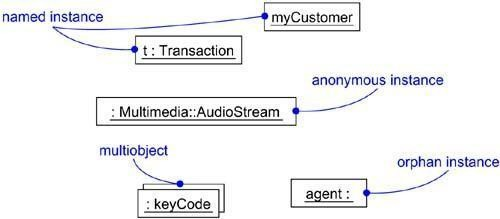 named instance
myCustomer
t : Transaction
anonymous instance
: Multimedia::AudioStream
multiobject
orphan instance
: keyCode
agent :